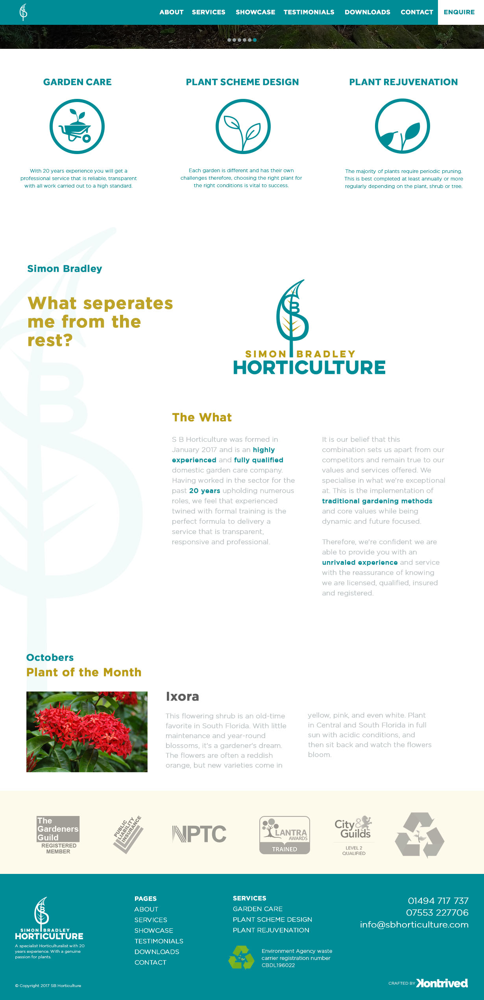 SB
ABOUT SERVICES SHOWCASE TESTIMONIALS DOWNLOADS CONTACT ENQUIRE
GARDEN CARE
With 20 years experience you will get a
professional service that is reliable, transparent
with all work carried out to a high standard.
PLANT SCHEME DESIGN
Each garden is different and has their own
challenges therefore, choosing the right plant for
the right conditions is vital to success.
PLANT REJUVENATION
The majority of plants require periodic pruning.
This is best completed at least annually or more
regularly depending on the plant, shrub or tree.
Simon Bradley
What seperates
me from the
rest?
SB
SIMON BRADLEY
HORTICULTURE
The What
S B Horticulture was formed in
January 2017 and is an highly
experienced and fully qualified
domestic garden care company.
Having worked in the sector for the
past 20 years upholding numerous
roles, we feel that experienced
twined with formal training is the
perfect formula to delivery a
service that is transparent,
responsive and professional.
It is our belief that this
combination sets us apart from our
competitors and remain true to our
values and services offered. We
specialise in what we're exceptional
at. This is the implementation of
traditional gardening methods
and core values while being
dynamic and future focused.
Therefore, we're confident we are
able to provide you with an
unrivaled experience and service
with the reassurance of knowing
we are licensed, qualified, insured
and registered.
Octobers
Plant of the Month
Ixora
This flowering shrub is an old-time
favorite in South Florida. With little
maintenance and year-round
blossoms, it's a gardener's dream.
The flowers are often a reddish
orange, but new varieties come in
yellow, pink, and even white. Plant
in Central and South Florida in full
sun with acidic conditions, and
then sit back and watch the flowers
bloom.
The
Gardeners
Guild
REGISTERED
MEMBER
PUBLIC
LIABILITY
INSURANCE
NPTC
LANTRA
AWARDS
TRAINED
City &
Guilds
LEVEL 2
QUALIFIED
SB
SIMON BRADLEY
HORTICULTURE
A specialist Horticulturalist with 20
years experience. With a genuine
passion for plants.
© Copyright 2017 SB Horticulture
PAGES
ABOUT
SERVICES
SHOWCASE
TESTIMONIALS
DOWNLOADS
CONTACT
SERVICES
GARDEN CARE
PLANT SCHEME DESIGN
PLANT REJUVENATION
Environment Agency waste
carrier registration number
CBDL196022
01494 717 737
07553 227706
info@sbhorticulture.com
CRAFTED BY Kontrived